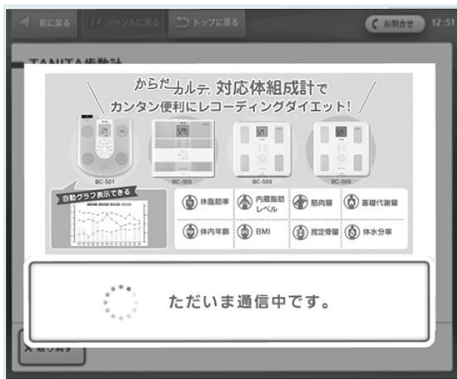 前に戻る
ジャンルに戻る
トップに戻る
お問合せ
12:51
TANITA歩数計
からだカルテ 対応体組成計で
カンタン便利にレコーディングダイエット!
BC-501
BC-309
BC-569
BC-568
自動グラフ表示できる
体脂肪率
内臓脂肪
レベル
筋肉量
基礎代謝量
体内年齢
BMI
推定骨量
体水分率
ただいま通信中です。
× 取り消す